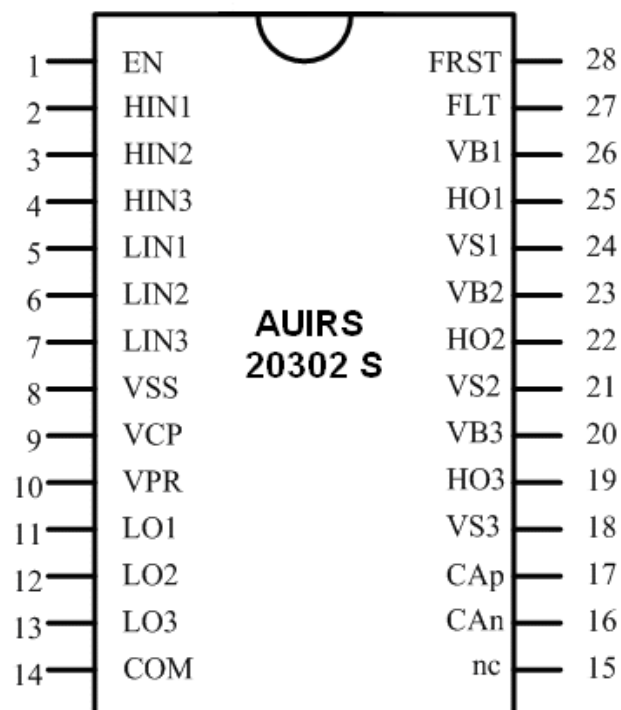 1 EN FRST 28
2 HIN1 FLT 27
3 HIN2 VB1 26
4 HIN3 HO1 25
5 LIN1 VS1 24
6 LIN2 VB2 23
AUIRS
7 LIN3 HO2 22
20302 S
8 VSS VS2 21
9 VCP VB3 20
10 VPR HO3 19
11 LO1 VS3 18
12 LO2 CAp 17
13 LO3 CAn 16
14 COM nc 15